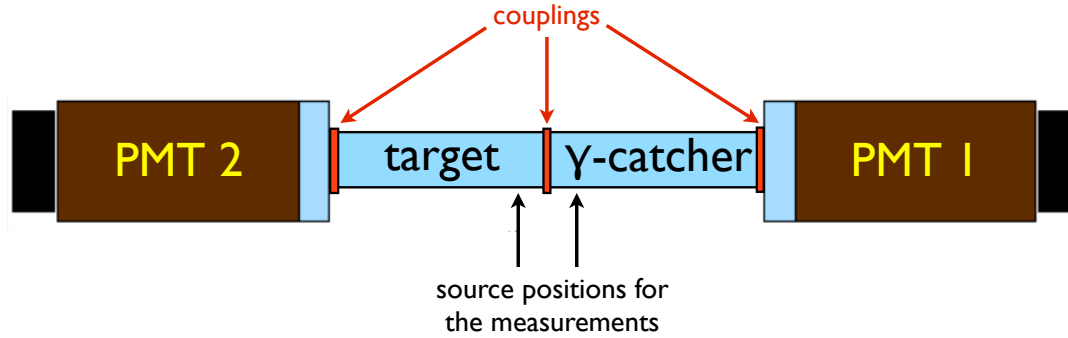 couplings
PMT 2
target
γ-catcher
PMT 1
source positions for
the measurements